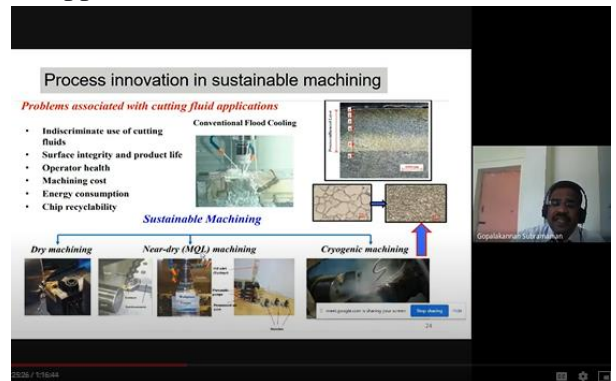 Process innovation in sustainable machining
Problems associated with cutting fluid applications
• Indiscriminate use of cutting
fluids
• Surface integrity and product life
• Operator health
• Machining cost
• Energy consumption
• Chip recyclability
Conventional Flood Cooling
Sustainable Machining
Dry machining
Near-dry (MQL) machining
Cryogenic machining
meet.google.com is sharing your screen.
Stop sharing
Hide
24
Gopalakannan Subramanian
25:26 / 1:16:44